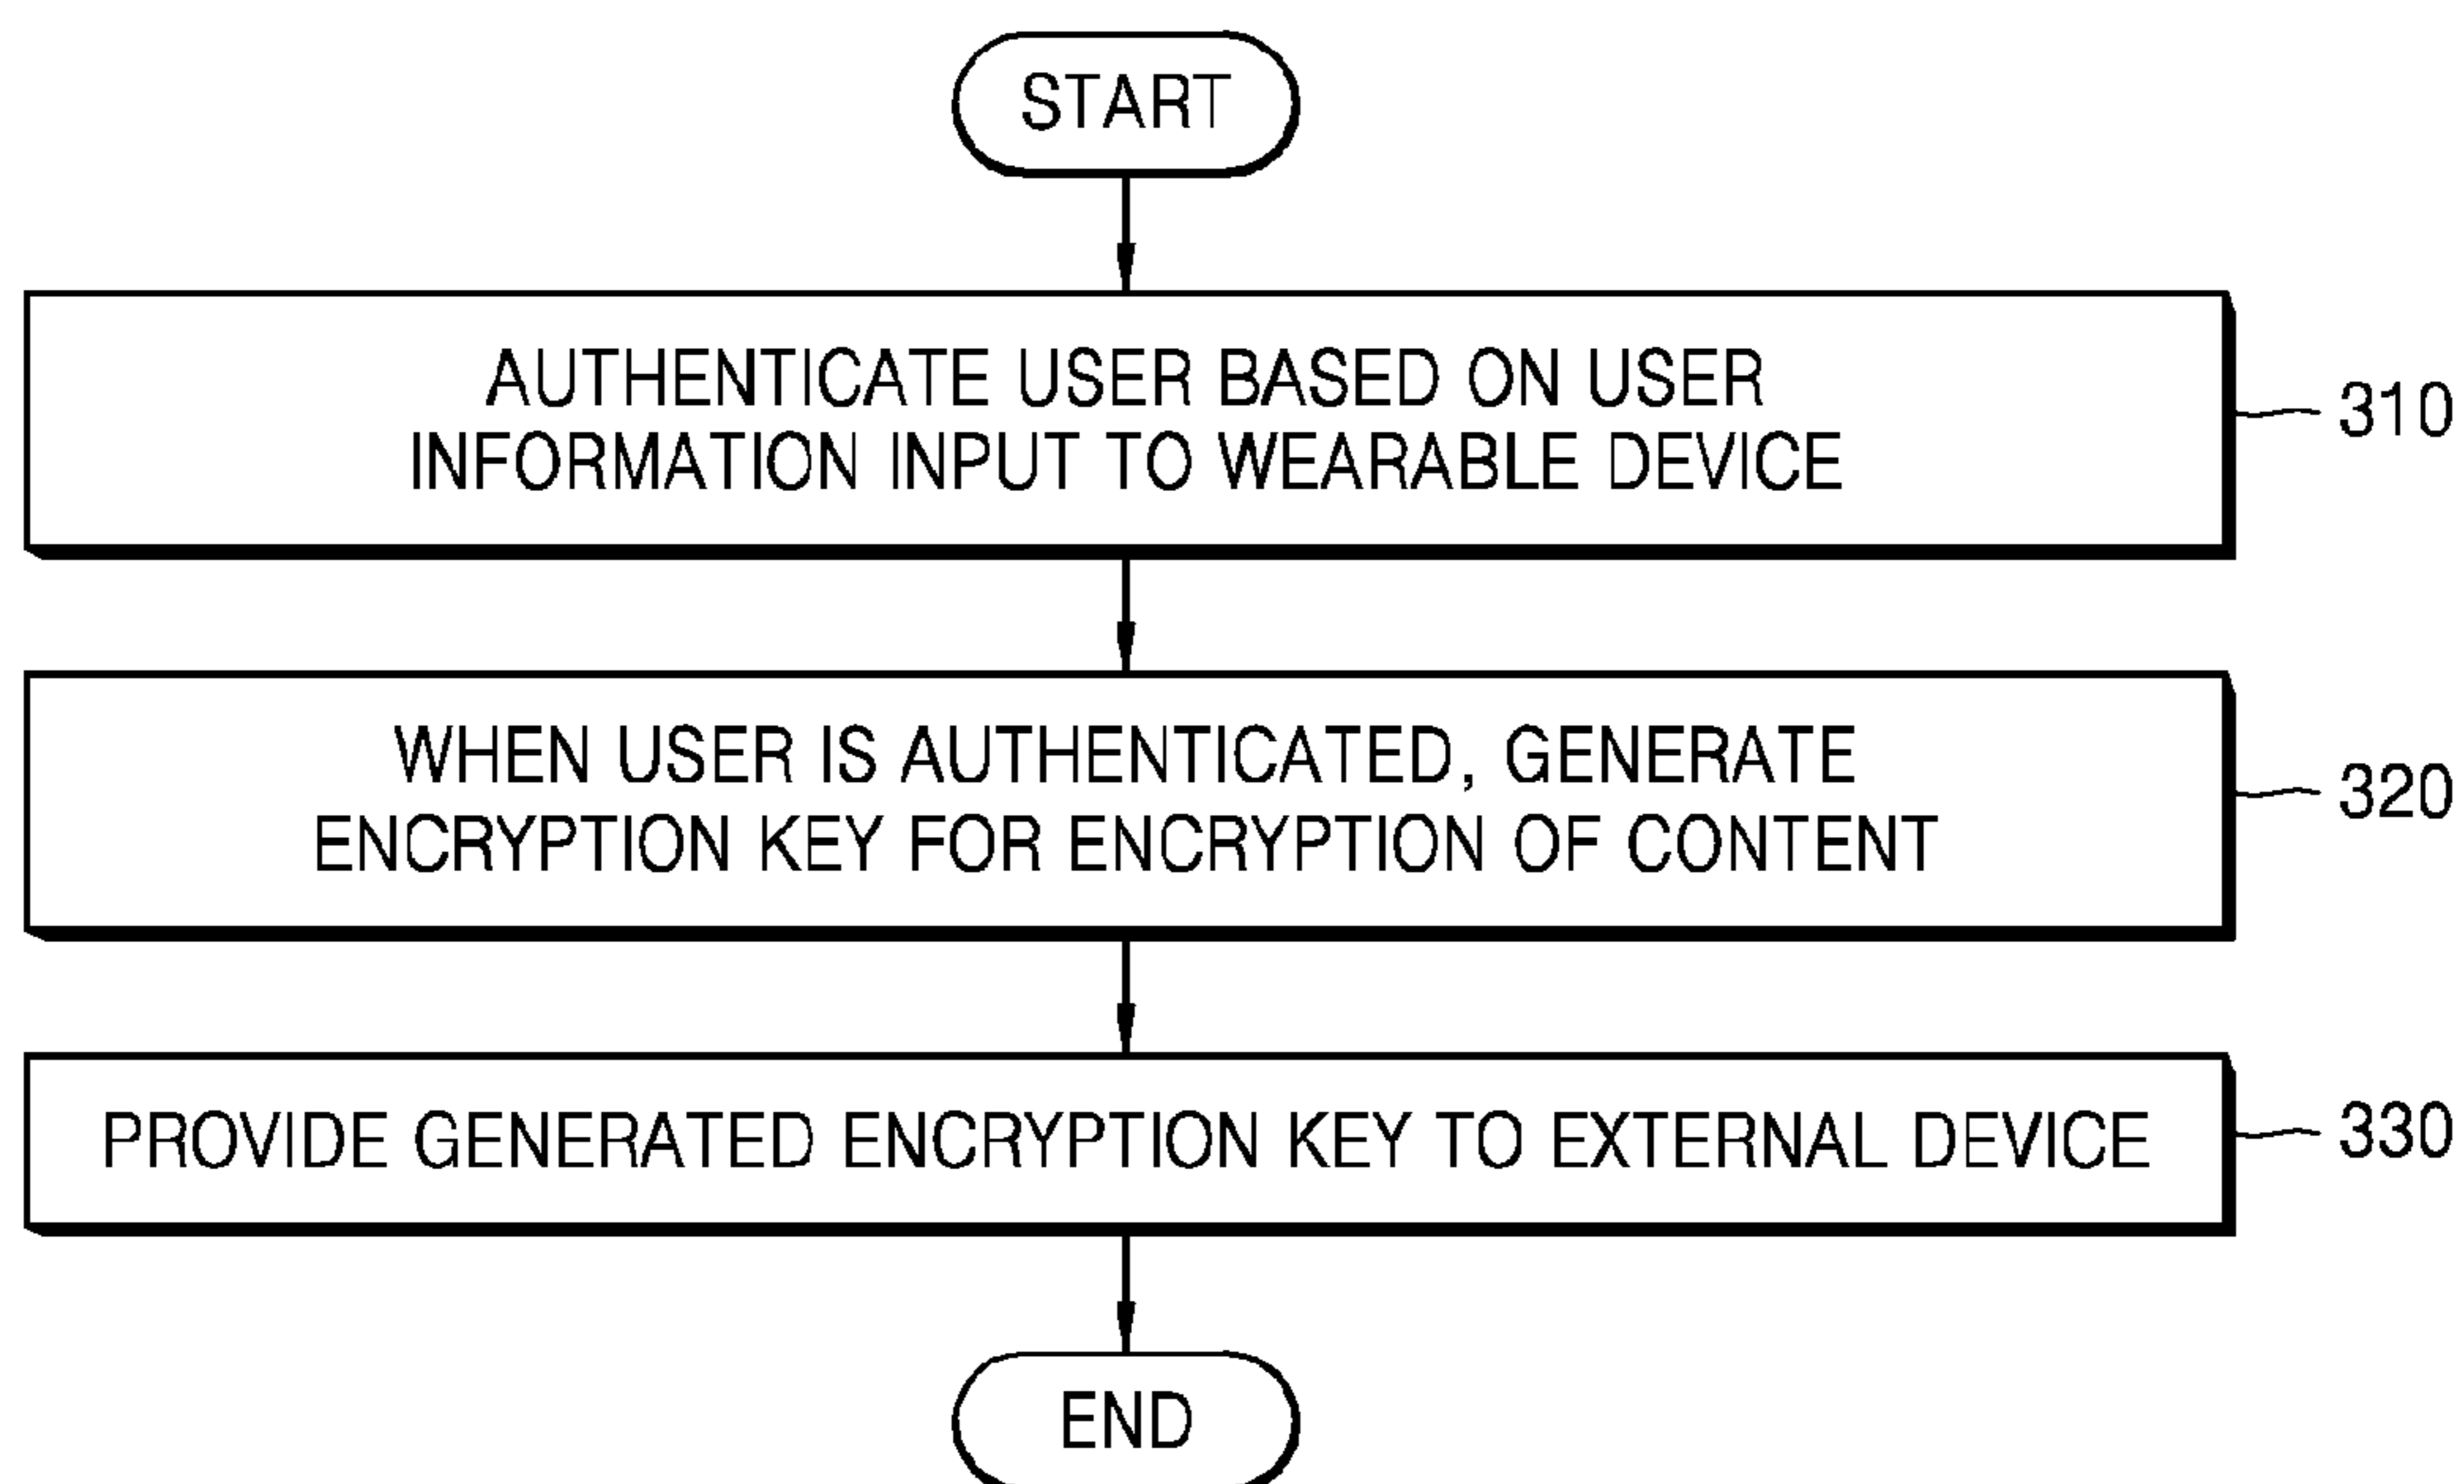 START
AUTHENTICATE USER BASED ON USER
INFORMATION INPUT TO WEARABLE DEVICE
310
WHEN USER IS AUTHENTICATED, GENERATE
ENCRYPTION KEY FOR ENCRYPTION OF CONTENT
320
PROVIDE GENERATED ENCRYPTION KEY TO EXTERNAL DEVICE
330
END